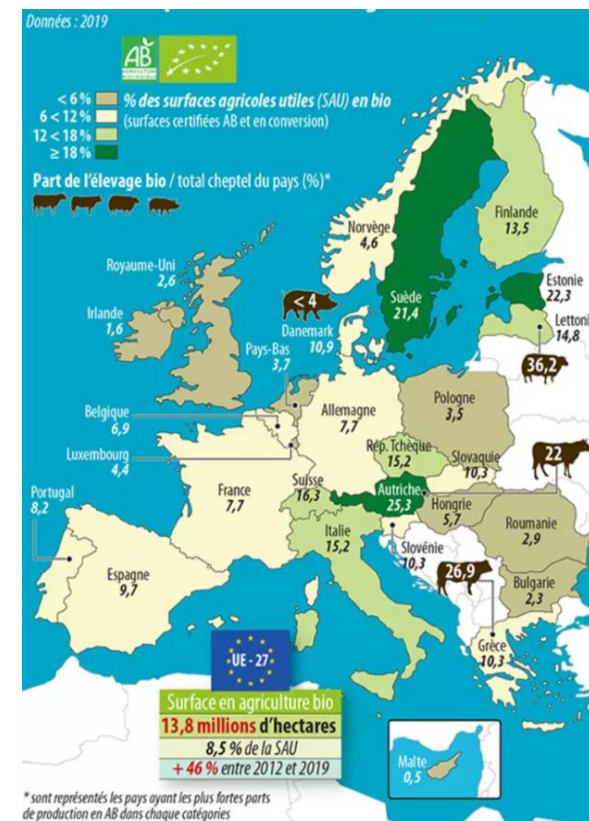 Données : 2019
AB
AGRICULTURE
BIOLOGIQUE
< 6 %
6 < 12 %
12 < 18 %
≥ 18 %
% des surfaces agricoles utiles (SAU) en bio
(surfaces certifiées AB et en conversion)
Part de l'élevage bio / total cheptel du pays (%)*
Norvège
4,6
Finlande
13,5
Suède
21,4
Estonie
22,3
Lettoni
14,8
36,2
Royaume-Uni
2,6
Irlande
1,6
< 4
Danemark
10,9
Pays-Bas
3,7
Belgique
6,9
Luxembourg
4,4
Allemagne
7,7
Pologne
3,5
Rép. Tchèque
15,2
Slovaquie
10,3
22
Suisse
16,3
Autriche
25,3
Hongrie
5,7
Roumanie
2,9
France
7,7
Portugal
8,2
Espagne
9,7
Italie
15,2
Slovénie
10,3
26,9
Bulgarie
2,3
Grèce
10,3
UE - 27
Surface en agriculture bio
13,8 millions d'hectares
8,5 % de la SAU
+ 46 % entre 2012 et 2019
Malte
0,5
* sont représentés les pays ayant les plus fortes parts
de production en AB dans chaque catégories